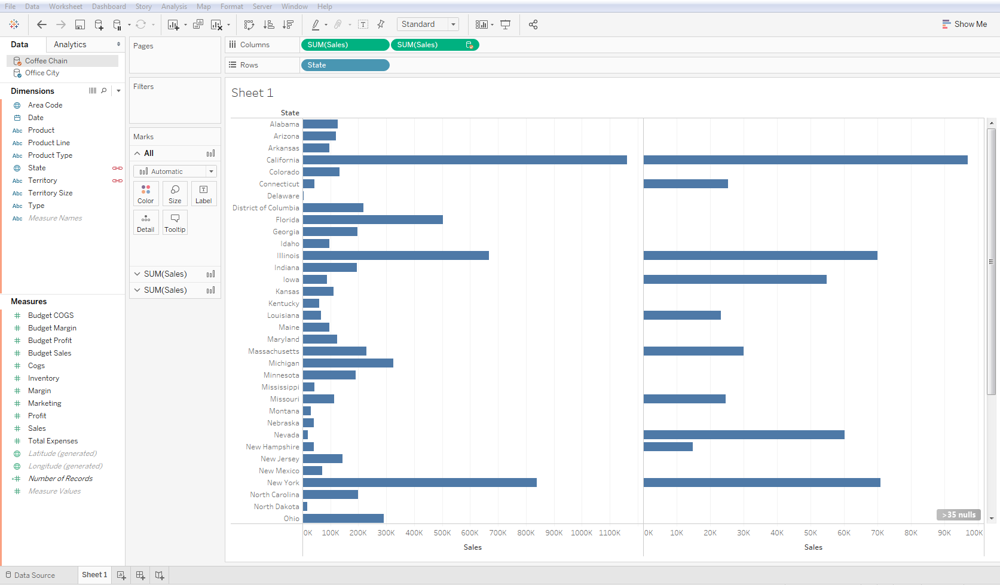 File Data Worksheet Dashboard Story Analysis Map Format Server Window Help
Standard
Show Me
Data Analytics
Coffee Chain
Office City
Dimensions
Area Code
Date
Abc Product
Abc Product Line
Abc Product Type
State
Abc Territory
Abc Territory Size
Abc Type
Abc Measure Names
Measures
Budget COGS
Budget Margin
Budget Profit
Budget Sales
Cogs
Inventory
Margin
Marketing
Profit
Sales
Total Expenses
Latitude (generated)
Longitude (generated)
Number of Records
Measure Values
Pages
Filters
Marks
All
Automatic
Color Size Label
Detail Tooltip
SUM(Sales)
SUM(Sales)
Columns SUM(Sales) SUM(Sales)
Rows State
Sheet 1
State
Alabama
Arizona
Arkansas
California
Colorado
Connecticut
Delaware
District of Columbia
Florida
Georgia
Idaho
Illinois
Indiana
Iowa
Kansas
Kentucky
Louisiana
Maine
Maryland
Massachusetts
Michigan
Minnesota
Mississippi
Missouri
Montana
Nebraska
Nevada
New Hampshire
New Jersey
New Mexico
New York
North Carolina
North Dakota
Ohio
>35 nulls
0K 100K 200K 300K 400K 500K 600K 700K 800K 900K 1000K 1100K 0K 10K 20K 30K 40K 50K 60K 70K 80K 90K 100K
Sales Sales
Data Source Sheet 1